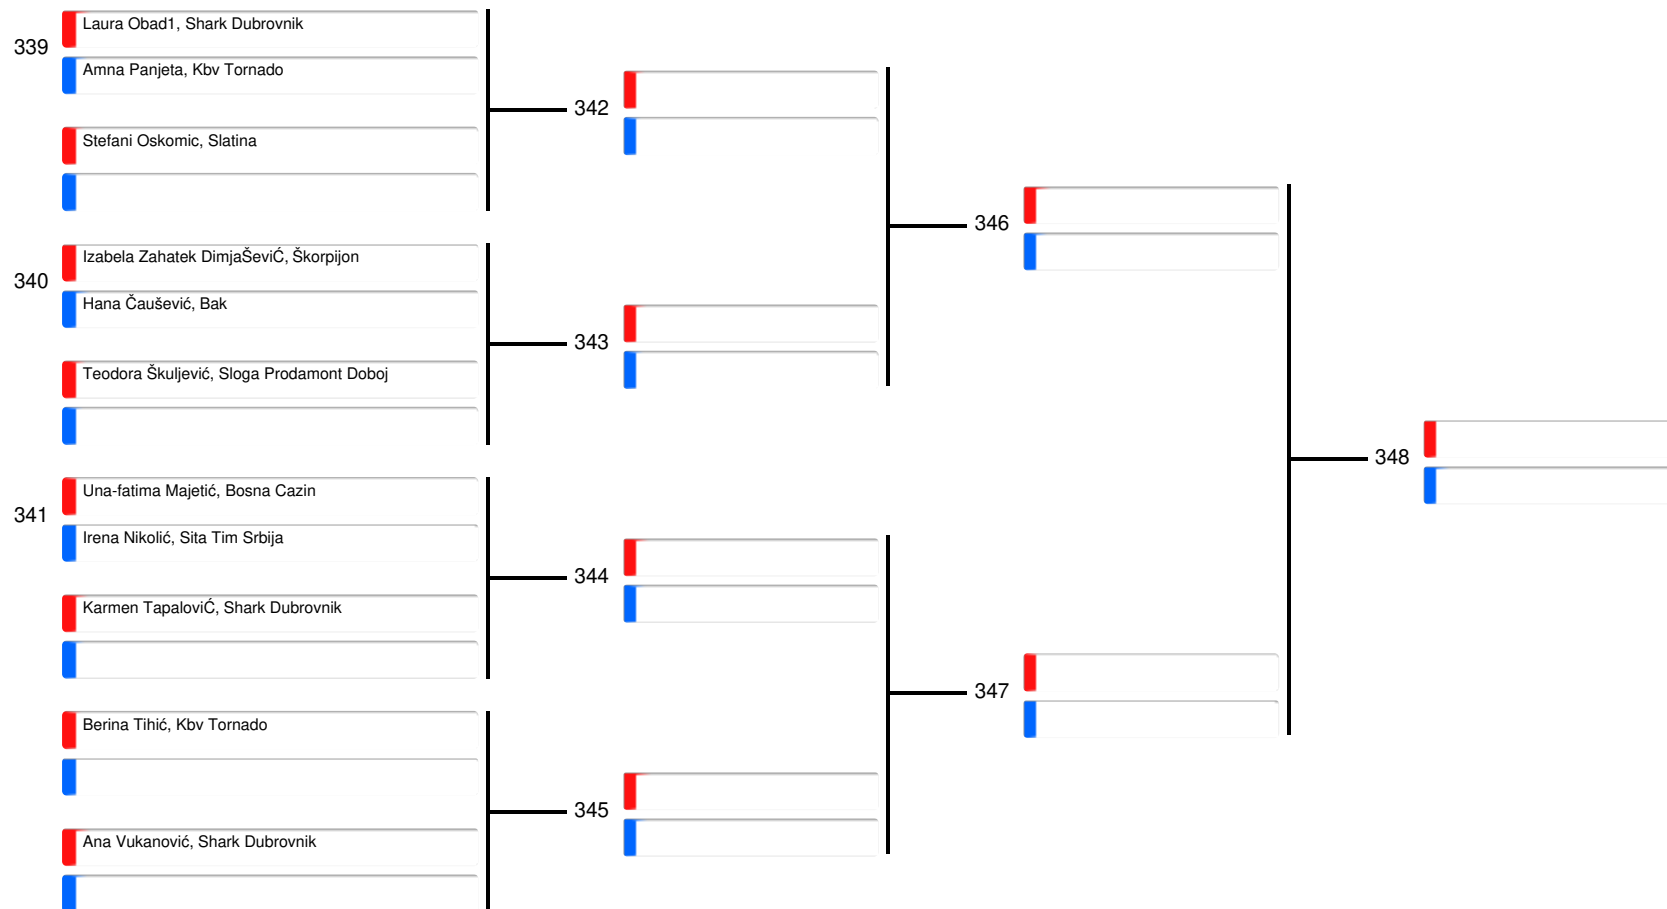 339
Laura Obad1, Shark Dubrovnik
Amna Panjeta, Kbv Tornado
Stefani Oskomic, Slatina
340
Izabela Zahatek DimjaŠeviĆ, Škorpijon
Hana Čaušević, Bak
Teodora Škuljević, Sloga Prodamont Doboj
341
Una-fatima Majetić, Bosna Cazin
Irena Nikolić, Sita Tim Srbija
Karmen TapaloviĆ, Shark Dubrovnik
Berina Tihić, Kbv Tornado
Ana Vukanović, Shark Dubrovnik
342
343
344
345
346
347
348